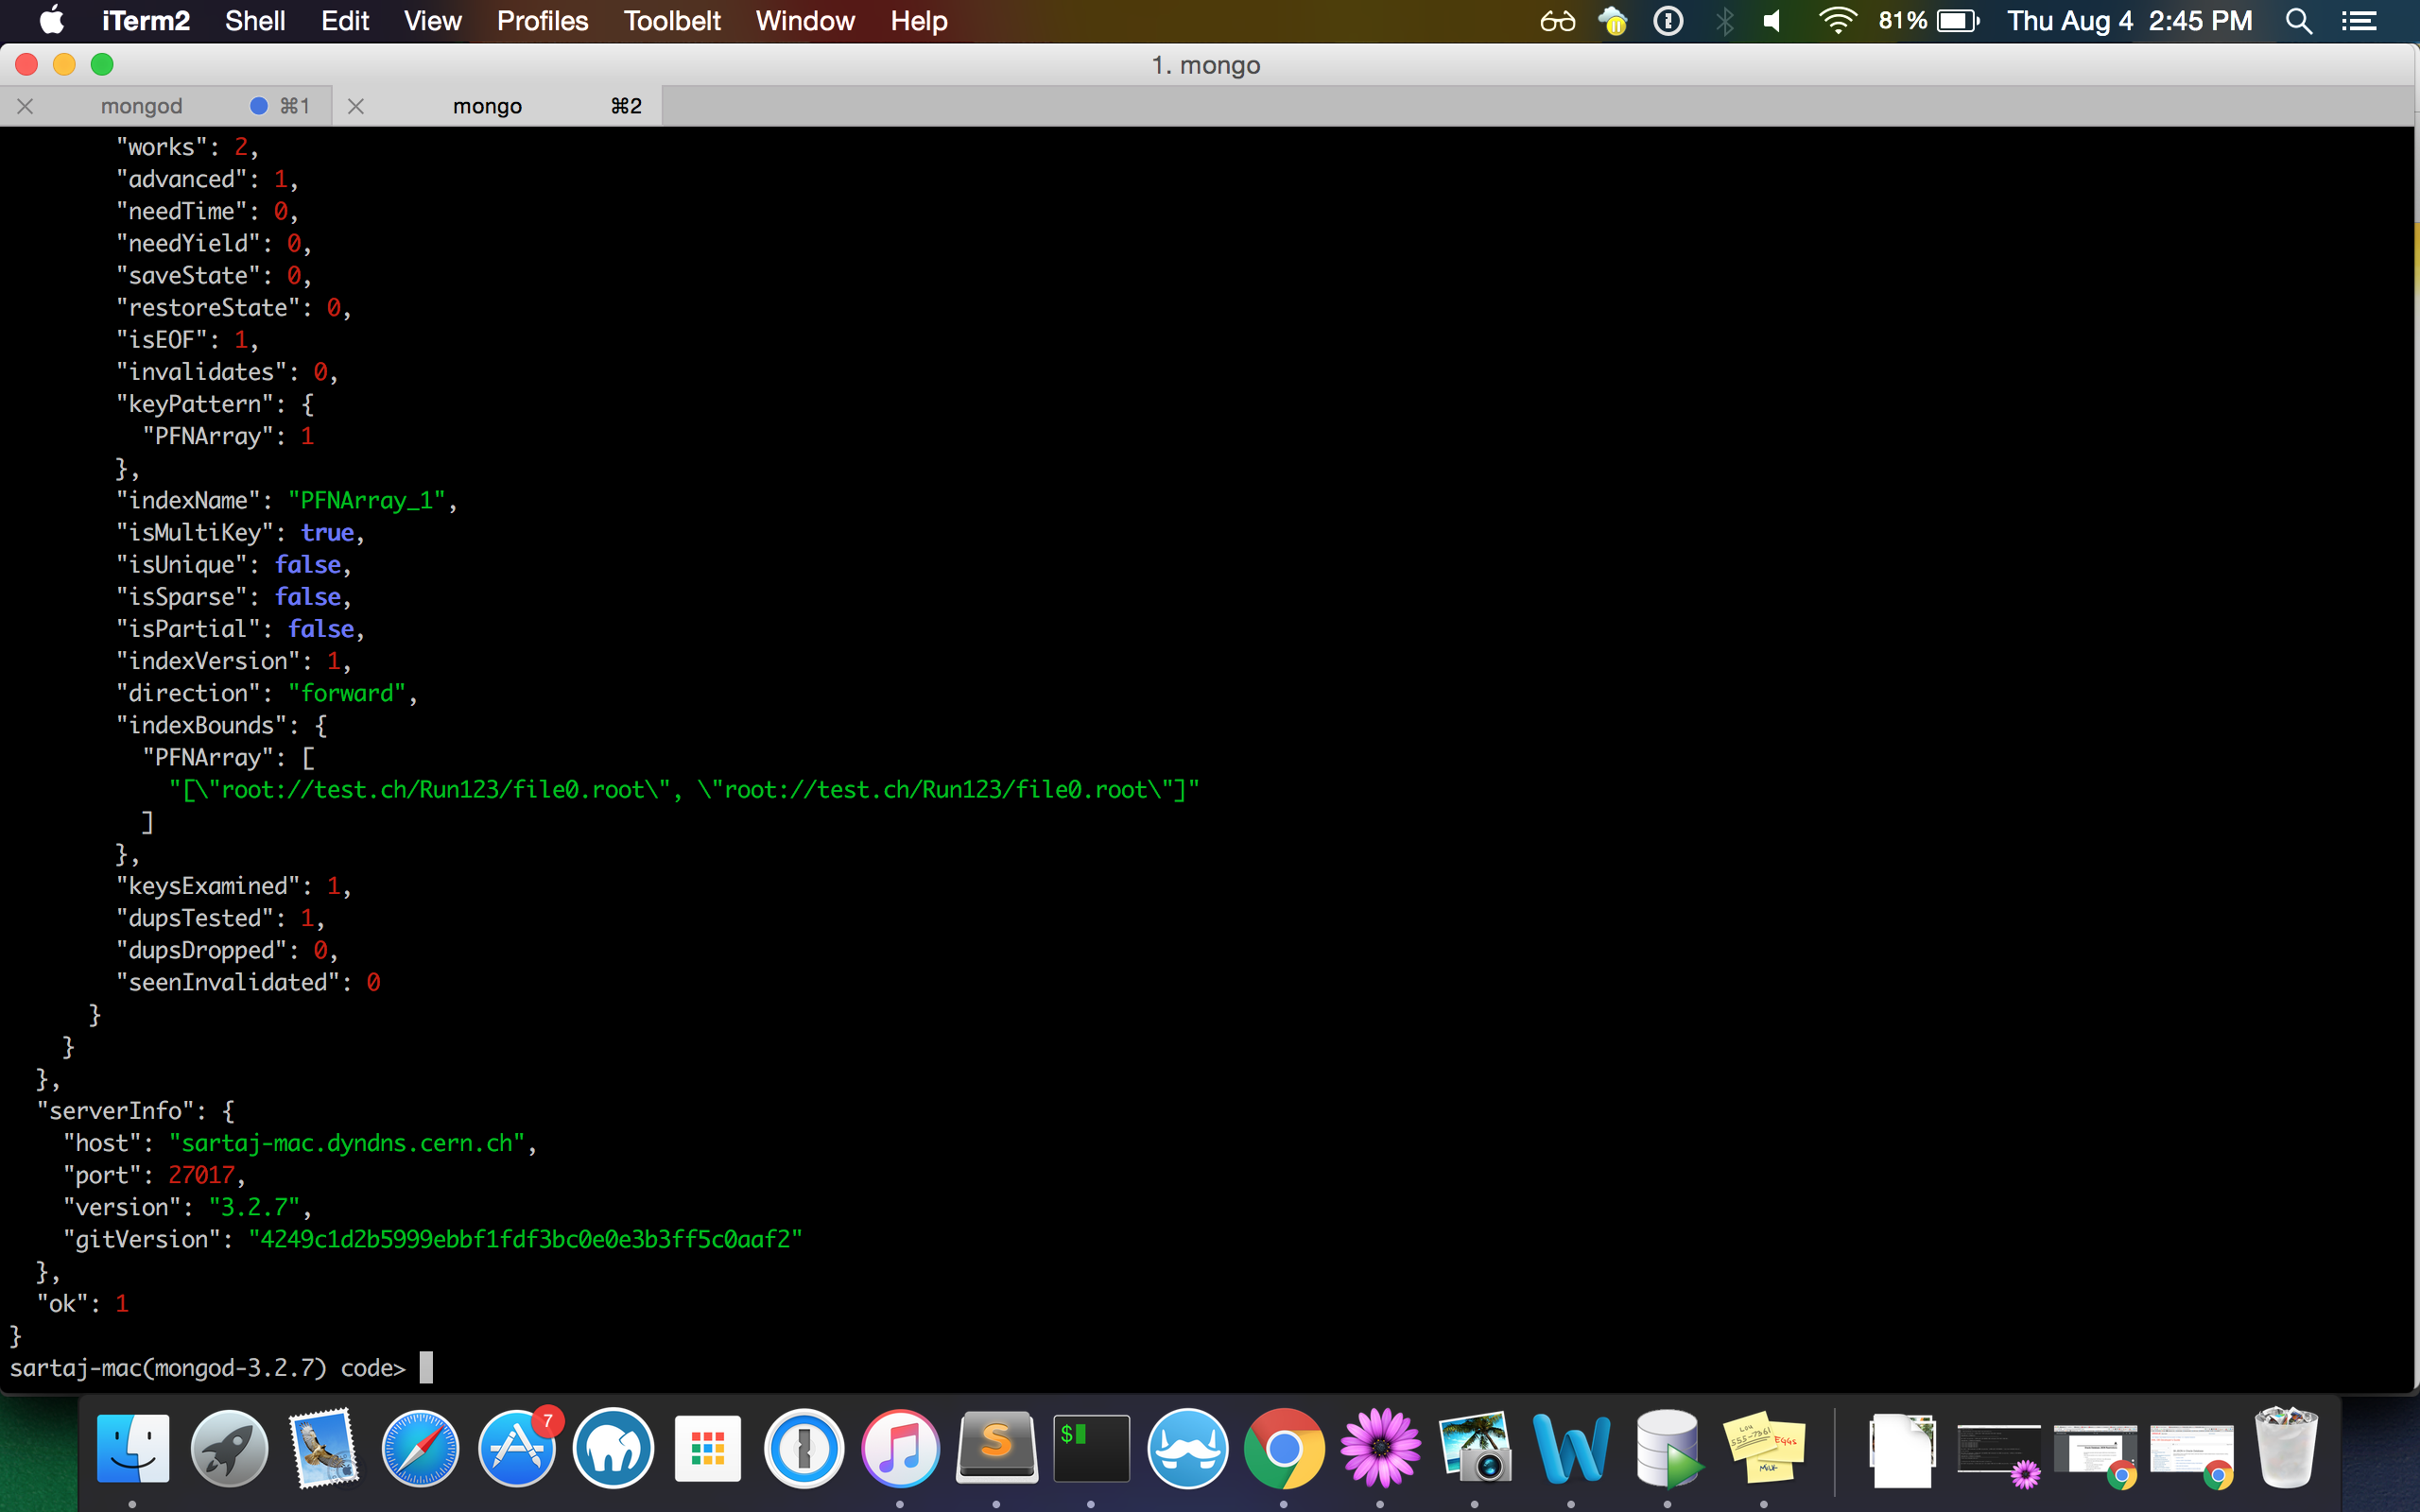 iTerm2 Shell Edit View Profiles Toolbelt Window Help 81% Thu Aug 4 2:45 PM
1. mongo
mongod ⌘1 mongo ⌘2
"works": 2,
"advanced": 1,
"needTime": 0,
"needYield": 0,
"saveState": 0,
"restoreState": 0,
"isEOF": 1,
"invalidates": 0,
"keyPattern": {
"PFNArray": 1
},
"indexName": "PFNArray_1",
"isMultiKey": true,
"isUnique": false,
"isSparse": false,
"isPartial": false,
"indexVersion": 1,
"direction": "forward",
"indexBounds": {
"PFNArray": [
"[\"root://test.ch/Run123/file0.root\", \"root://test.ch/Run123/file0.root\"]"
]
},
"keysExamined": 1,
"dupsTested": 1,
"dupsDropped": 0,
"seenInvalidated": 0
}
}
},
"serverInfo": {
"host": "sartaj-mac.dyndns.cern.ch",
"port": 27017,
"version": "3.2.7",
"gitVersion": "4249c1d2b5999ebbf1fdf3bc0e0e3b3ff5c0aaf2"
},
"ok": 1
}
sartaj-mac(mongod-3.2.7) code>
7
$
S
EGGS
MILK